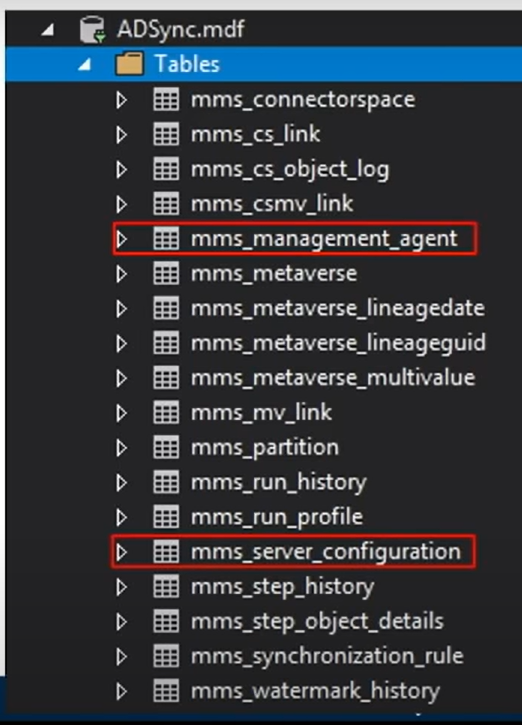 ADSync.mdf
Tables
mms_connectorspace
mms_cs_link
mms_cs_object_log
mms_csmv_link
mms_management_agent
mms_metaverse
mms_metaverse_lineagedate
mms_metaverse_lineageguid
mms_metaverse_multivalue
mms_mv_link
mms_partition
mms_run_history
mms_run_profile
mms_server_configuration
mms_step_history
mms_step_object_details
mms_synchronization_rule
mms_watermark_history